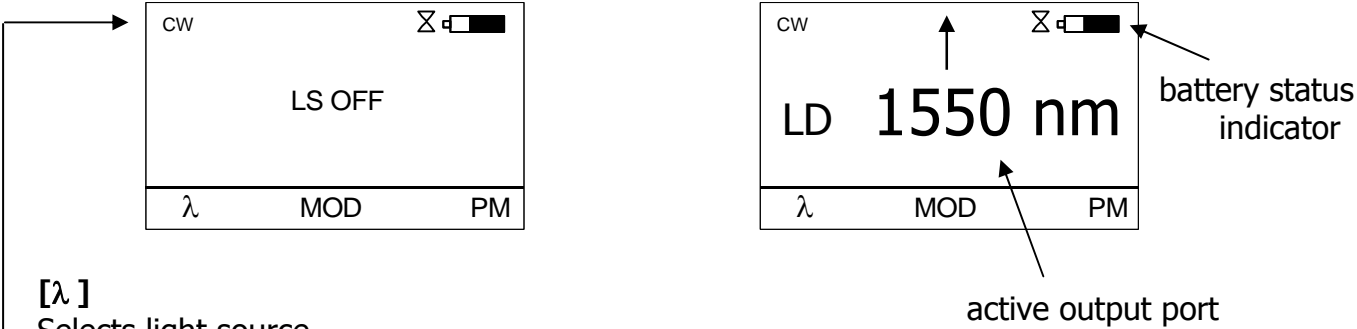 CW
LS OFF
λ MOD PM
CW
LD 1550 nm
λ MOD PM
battery status
indicator
active output port
[λ ]
Selects light source